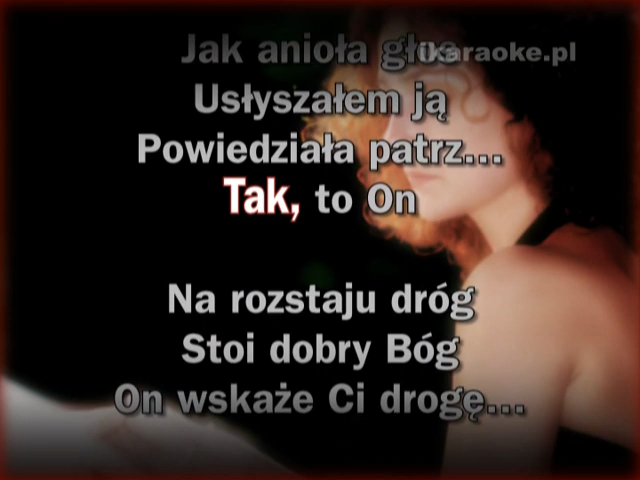 Jak anioła głos
ikaraoke.pl
Usłyszałem ją
Powiedziała patrz...
Tak, to On
Na rozstaju dróg
Stoi dobry Bóg
On wskaże Ci drogę...